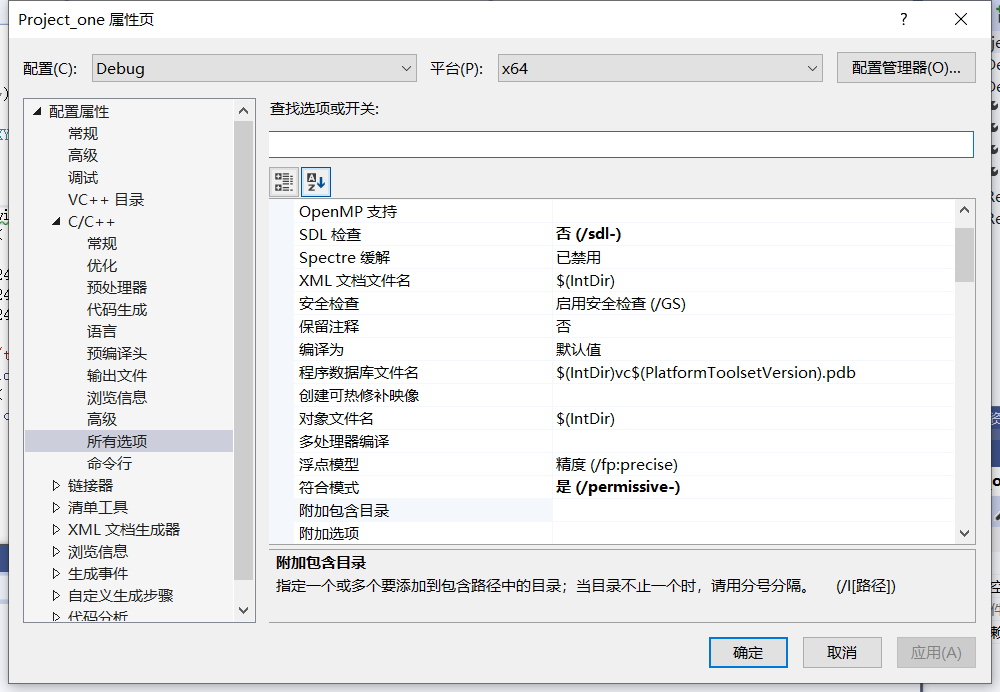 Project_one 属性页
配置(C): Debug 平台(P): x64 配置管理器(O)...
配置属性
常规
高级
调试
VC++ 目录
C/C++
常规
优化
预处理器
代码生成
语言
预编译头
输出文件
浏览信息
高级
所有选项
命令行
链接器
清单工具
XML 文档生成器
浏览信息
生成事件
自定义生成步骤
代码分析
查找选项或开关:
OpenMP 支持
SDL 检查 否 (/sdl-)
Spectre 缓解 已禁用
XML 文档文件名 $(IntDir)
安全检查 启用安全检查 (/GS)
保留注释 否
编译为 默认值
程序数据库文件名 $(IntDir)vc$(PlatformToolsetVersion).pdb
创建可热修补映像
对象文件名 $(IntDir)
多处理器编译
浮点模型 精度 (/fp:precise)
符合模式 是 (/permissive-)
附加包含目录
附加选项
附加包含目录
指定一个或多个要添加到包含路径中的目录；当目录不止一个时，请用分号分隔。 (/I[路径])
确定 取消 应用(A)